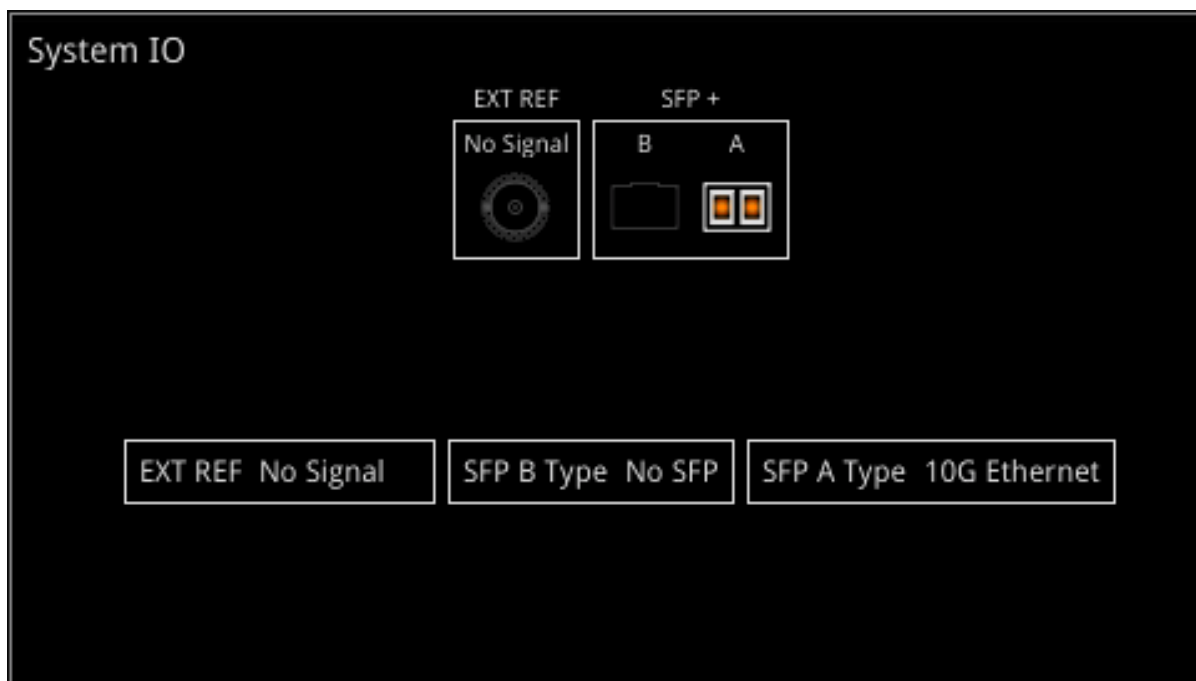 System IO
EXT REF SFP +
No Signal B A
EXT REF No Signal SFP B Type No SFP SFP A Type 10G Ethernet